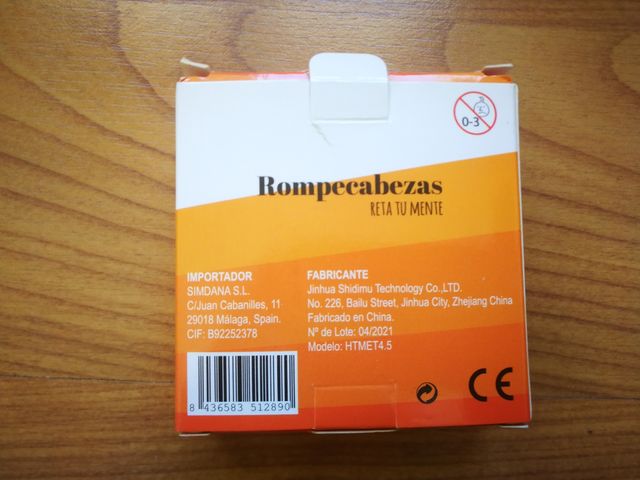 0-3
Rompecabezas
RETA TU MENTE
IMPORTADOR
SIMDANA S.L.
C/Juan Cabanilles, 11
29018 Málaga, Spain.
CIF: B92252378
FABRICANTE
Jinhua Shidimu Technology Co.,LTD.
No. 226, Bailu Street, Jinhua City, Zhejiang China
Fabricado en China.
Nº de Lote: 04/2021
Modelo: HTMET4.5
8 436583 512890
CE